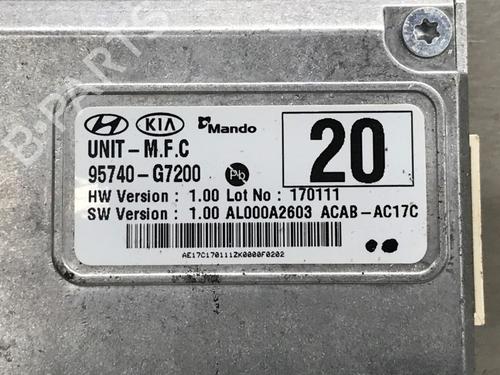 HYUNDAI KIA Mando
20
UNIT-M.F.C
95740-G7200 Pb
HW Version : 1.00 Lot No : 170111
SW Version : 1.00 AL000A2603 ACAB-AC17C
AE17C170111ZK0000F0202
B-PARTS